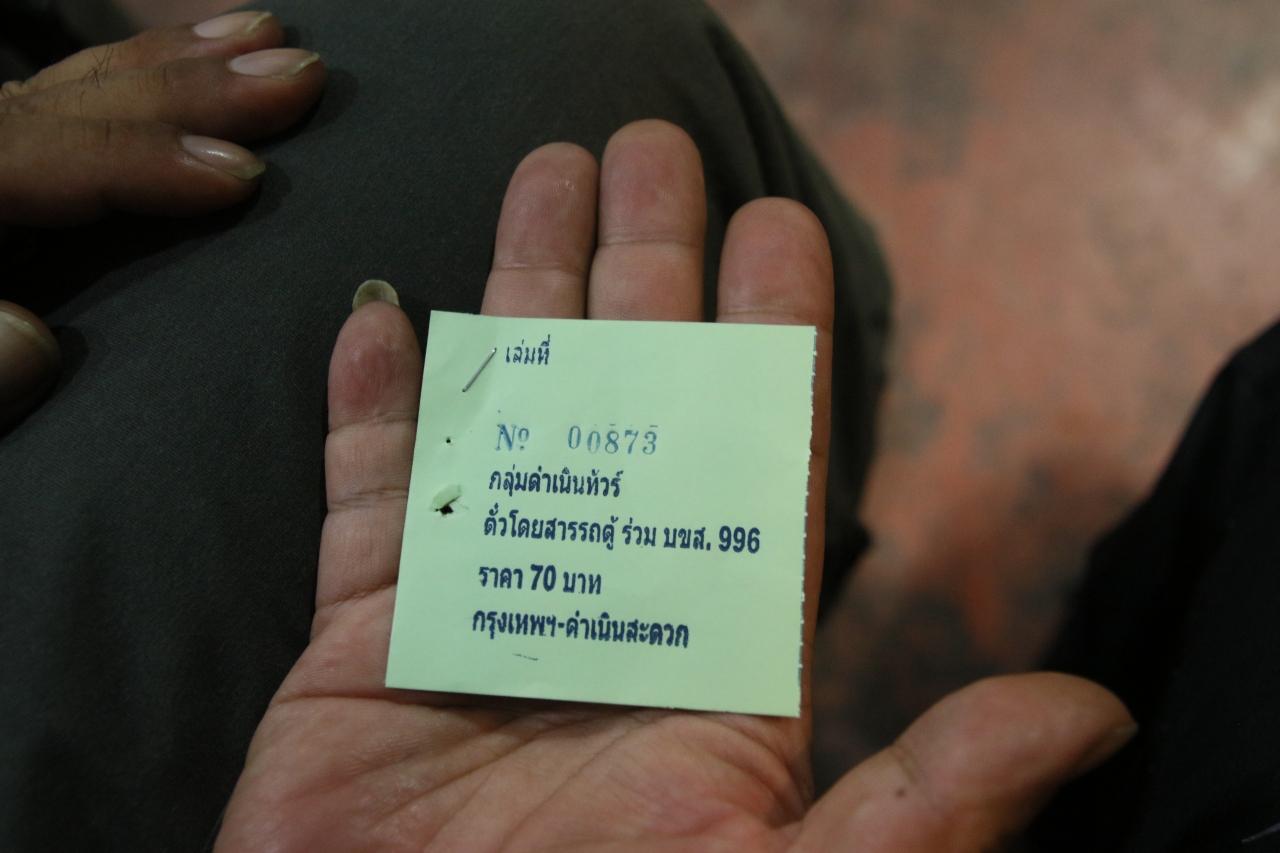 เล่มที่
Nº 00873
กลุ่มดำเนินทัวร์
ตั๋วโดยสารรถตู้ ร่วม บขส. 996
ราคา 70 บาท
กรุงเทพฯ-ดำเนินสะดวก